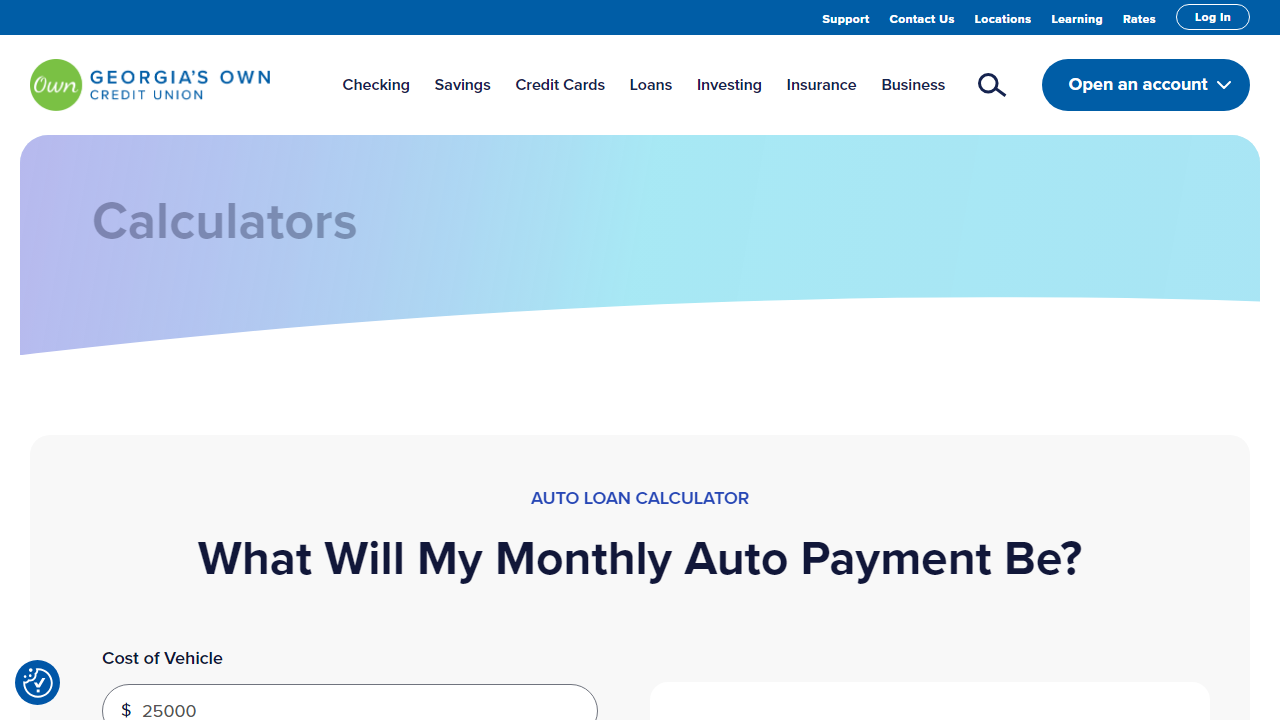 Support Contact Us Locations Learning Rates Log In
Own GEORGIA'S OWN
CREDIT UNION
Checking Savings Credit Cards Loans Investing Insurance Business Open an account
Calculators
AUTO LOAN CALCULATOR
What Will My Monthly Auto Payment Be?
Cost of Vehicle
$ 25000